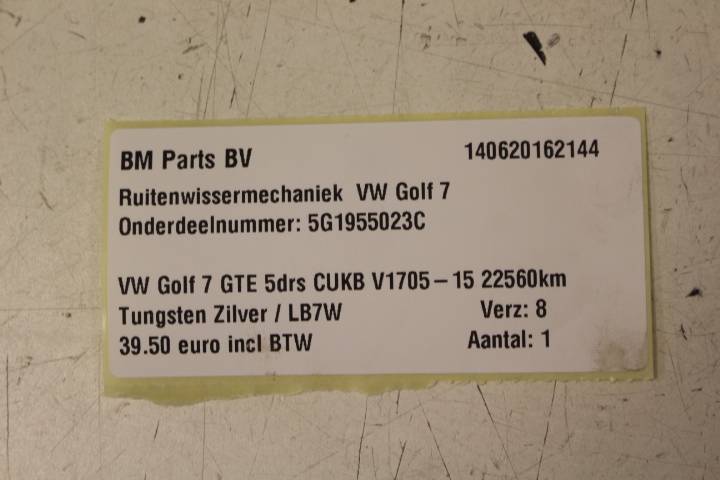 BM Parts BV 140620162144
Ruitenwissermechaniek VW Golf 7
Onderdeelnummer: 5G1955023C
VW Golf 7 GTE 5drs CUKB V1705-15 22560km
Tungsten Zilver / LB7W Verz: 8
39.50 euro incl BTW Aantal: 1